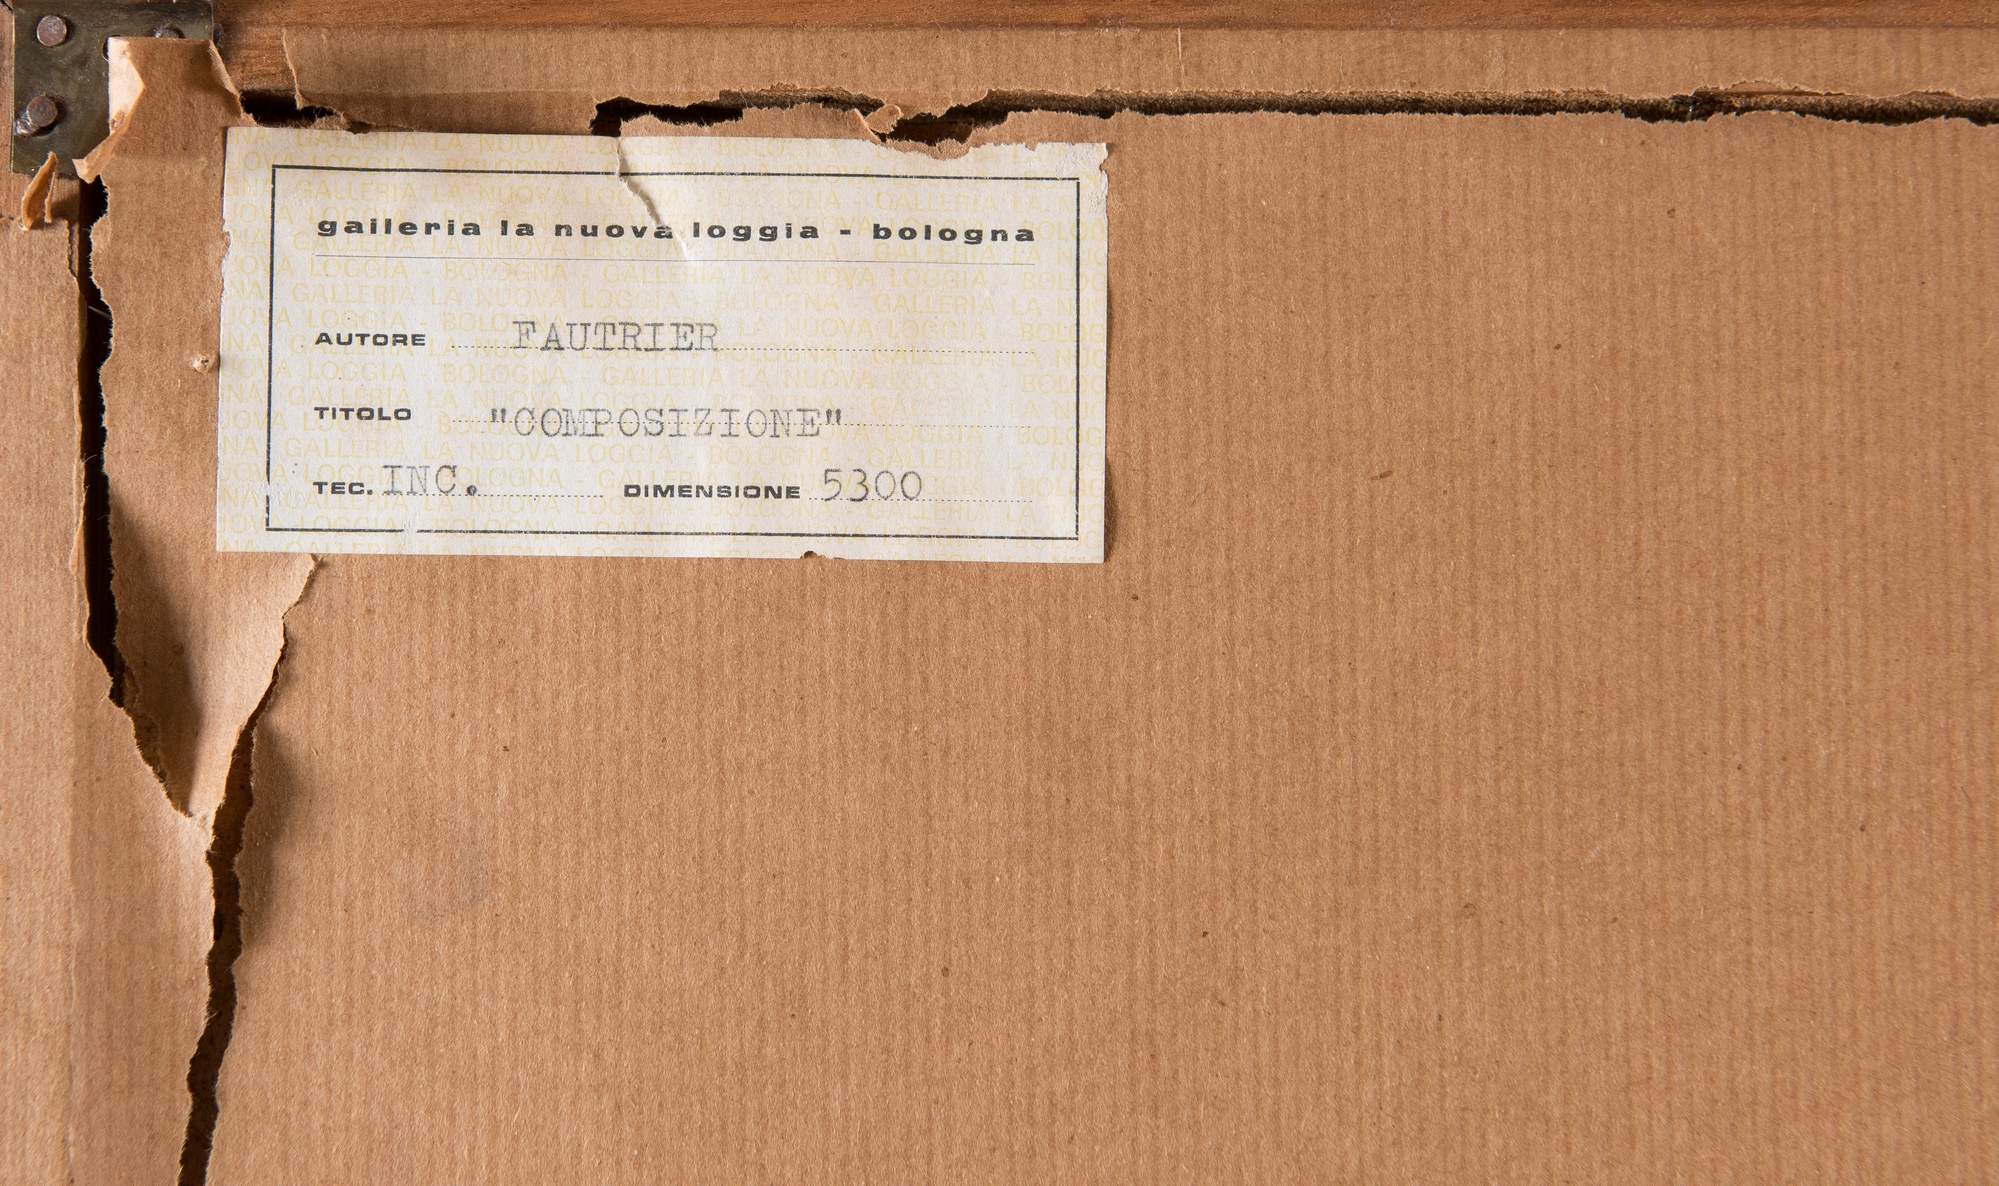 galleria la nuova loggia - bologna
AUTORE FAUTRIER
TITOLO "COMPOSIZIONE"
TEC. INC. DIMENSIONE 5300